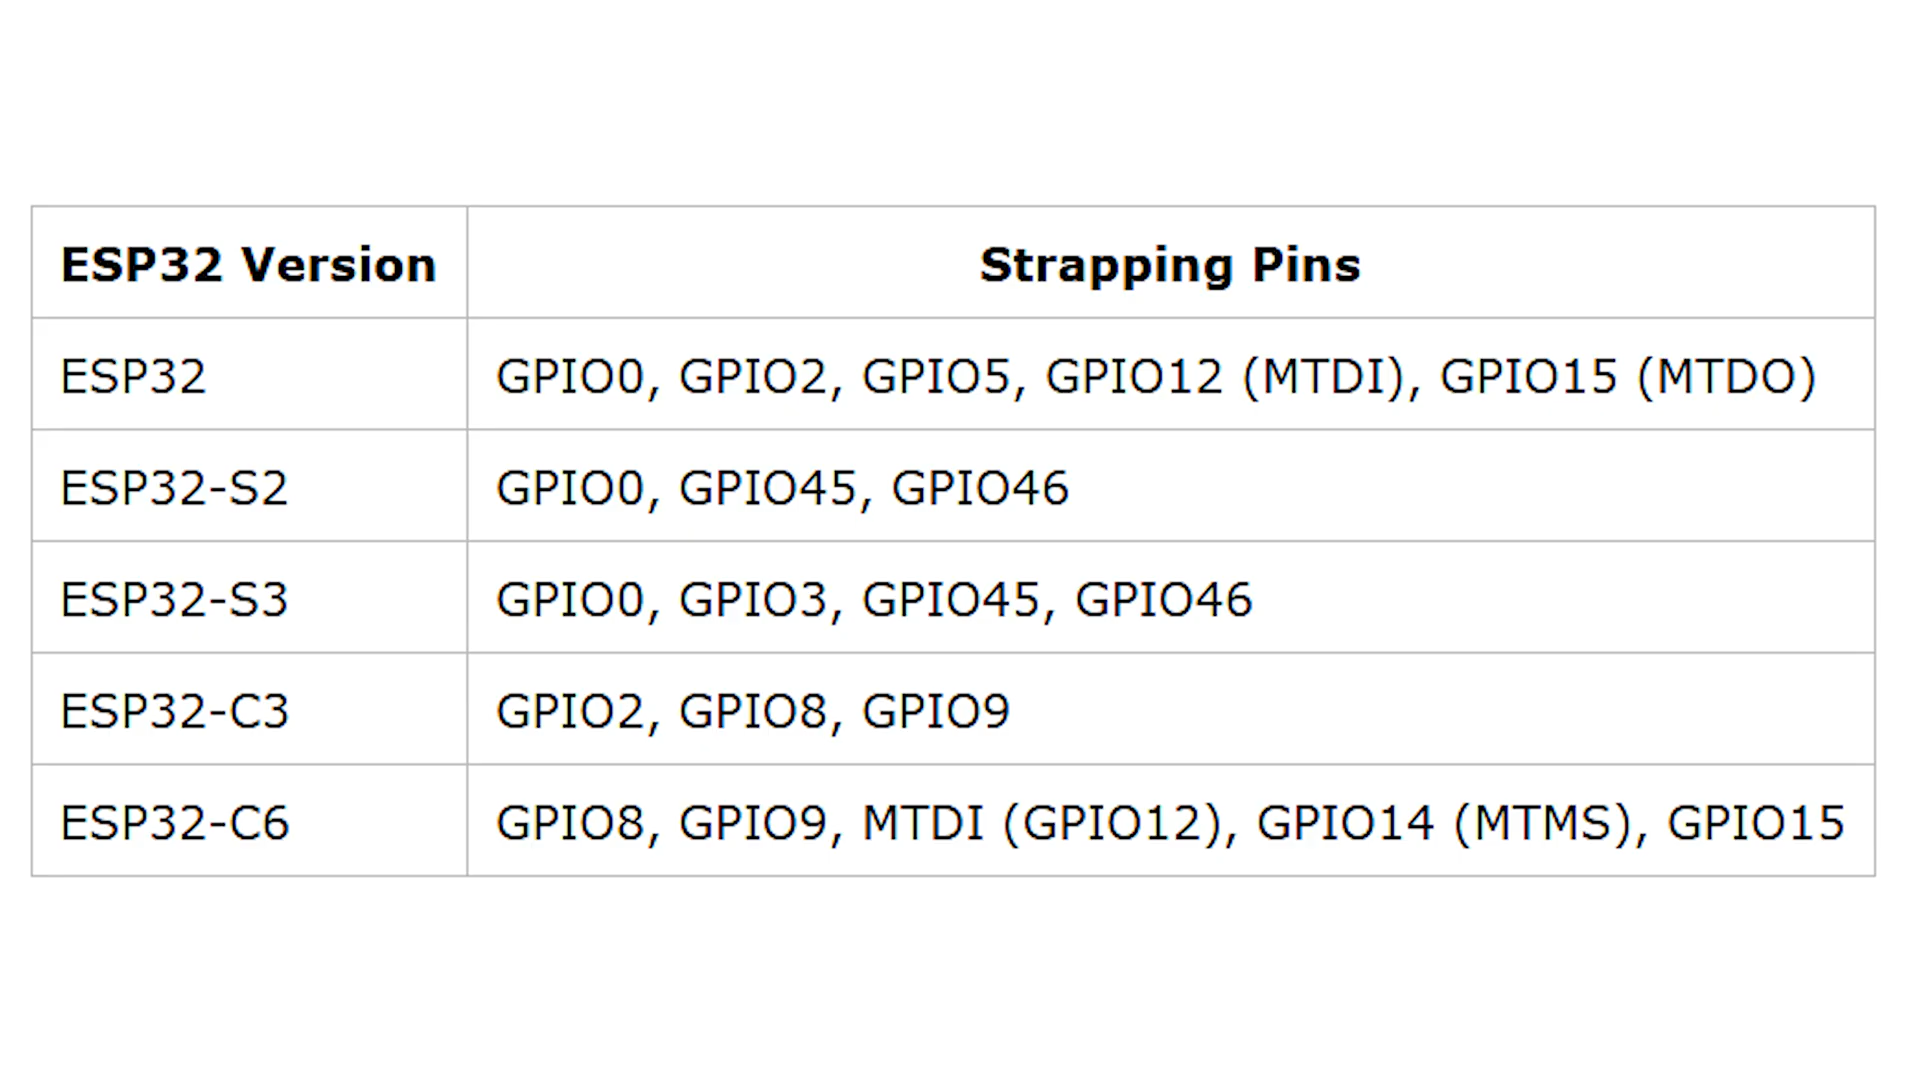 ESP32 Version Strapping Pins
ESP32 GPIO0, GPIO2, GPIO5, GPIO12 (MTDI), GPIO15 (MTDO)
ESP32-S2 GPIO0, GPIO45, GPIO46
ESP32-S3 GPIO0, GPIO3, GPIO45, GPIO46
ESP32-C3 GPIO2, GPIO8, GPIO9
ESP32-C6 GPIO8, GPIO9, MTDI (GPIO12), GPIO14 (MTMS), GPIO15